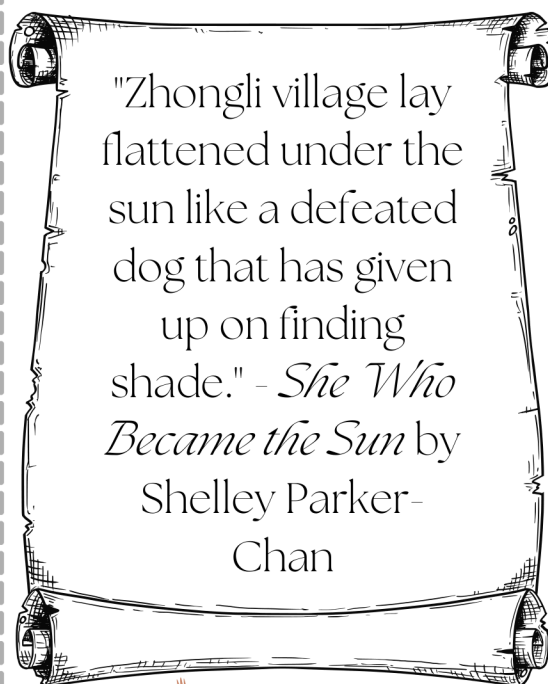 "Zhongli village lay
flattened under the
sun like a defeated
dog that has given
up on finding
shade." - She Who
Became the Sun by
Shelley Parker-
Chan